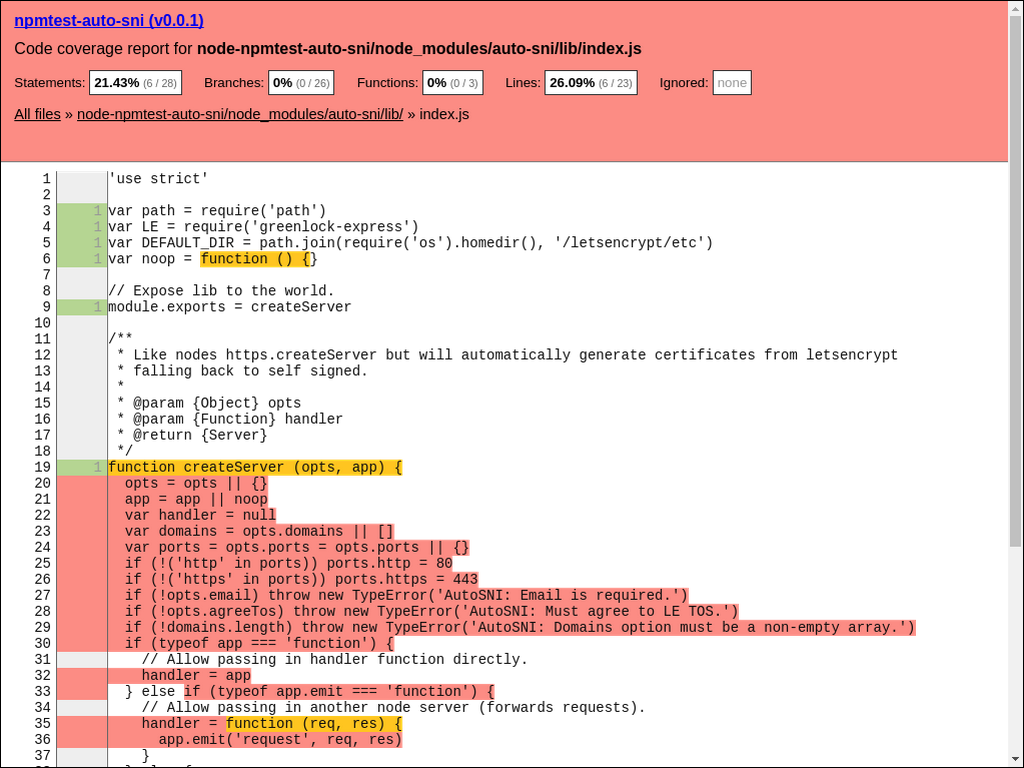 npmtest-auto-sni (v0.0.1)
Code coverage report for node-npmtest-auto-sni/node_modules/auto-sni/lib/index.js
Statements: 21.43% (6 / 28) Branches: 0% (0 / 26) Functions: 0% (0 / 3) Lines: 26.09% (6 / 23) Ignored: none
All files » node-npmtest-auto-sni/node_modules/auto-sni/lib/ » index.js
1 'use strict'
2
3 1 var path = require('path')
4 1 var LE = require('greenlock-express')
5 1 var DEFAULT_DIR = path.join(require('os').homedir(), '/letsencrypt/etc')
6 1 var noop = function () {}
7
8 // Expose lib to the world.
9 1 module.exports = createServer
10
11 /**
12  * Like nodes https.createServer but will automatically generate certificates from letsencrypt
13  * falling back to self signed.
14  *
15  * @param {Object} opts
16  * @param {Function} handler
17  * @return {Server}
18  */
19 1 function createServer (opts, app) {
20   opts = opts || {}
21   app = app || noop
22   var handler = null
23   var domains = opts.domains || []
24   var ports = opts.ports = opts.ports || {}
25   if (!('http' in ports)) ports.http = 80
26   if (!('https' in ports)) ports.https = 443
27   if (!opts.email) throw new TypeError('AutoSNI: Email is required.')
28   if (!opts.agreeTos) throw new TypeError('AutoSNI: Must agree to LE TOS.')
29   if (!domains.length) throw new TypeError('AutoSNI: Domains option must be a non-empty array.')
30   if (typeof app === 'function') {
31     // Allow passing in handler function directly.
32     handler = app
33   } else if (typeof app.emit === 'function') {
34     // Allow passing in another node server (forwards requests).
35     handler = function (req, res) {
36       app.emit('request', req, res)
37     }